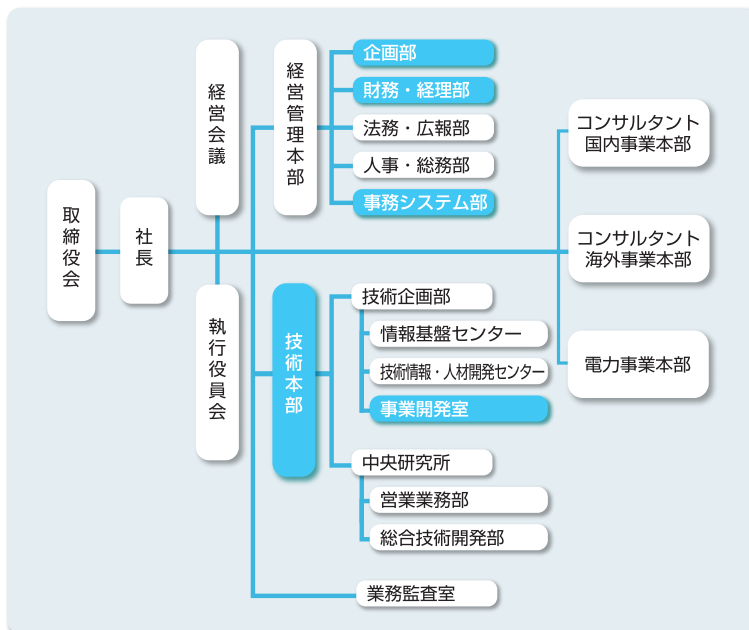 取締役会
社長
経営会議
執行役員会
経営管理本部
企画部
財務・経理部
法務・広報部
人事・総務部
事務システム部
技術本部
技術企画部
情報基盤センター
技術情報・人材開発センター
事業開発室
中央研究所
営業業務部
総合技術開発部
業務監査室
コンサルタント
国内事業本部
コンサルタント
海外事業本部
電力事業本部